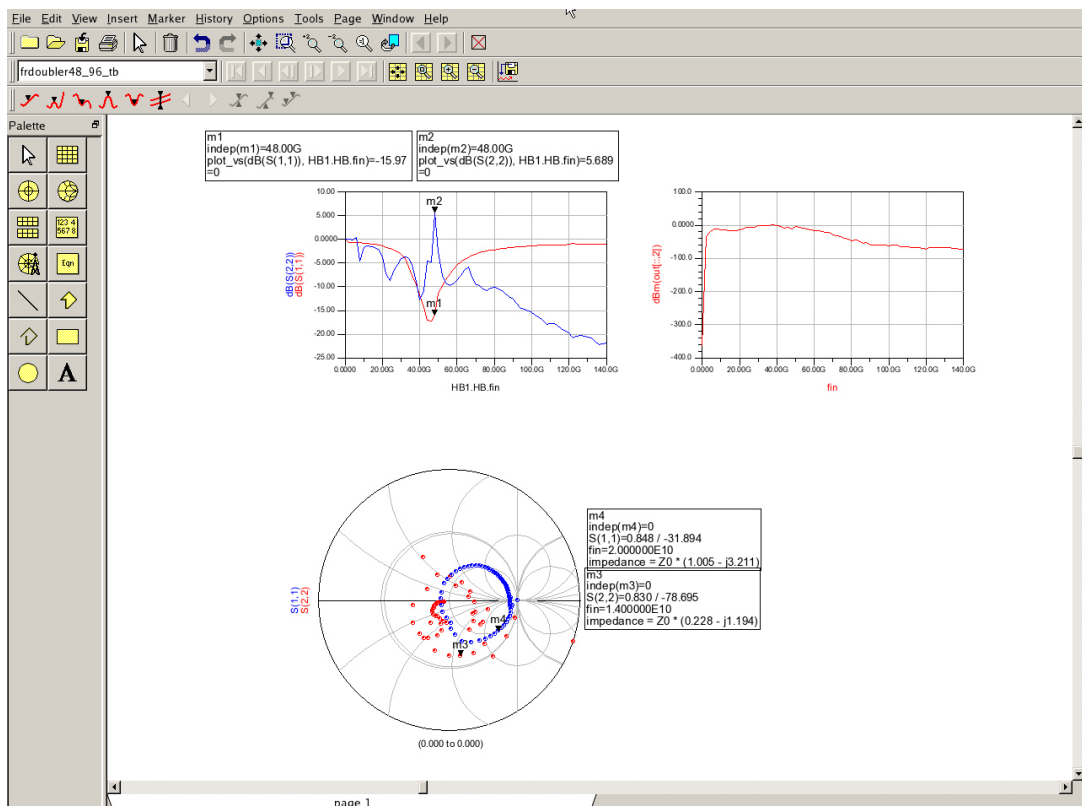 File Edit View Insert Marker History Options Tools Page Window Help
frdoubler48_96_tb
Palette
123 4
567 8
Eqn
A
m1
indep(m1)=48.00G
plot_vs(dB(S(1,1)), HB1.HB.fin)=-15.97
=0
m2
indep(m2)=48.00G
plot_vs(dB(S(2,2)), HB1.HB.fin)=5.689
=0
dB(S(2,2))
dB(S(1,1))
10.00
5.000
0.0000
-5.000
-10.00
-15.00
-20.00
-25.00
m2
m1
0.0000 20.00G 40.00G 60.00G 80.00G 100.0G 120.0G 140.0G
HB1.HB.fin
dBm(out[::,2])
100.0
0.0000
-100.0
-200.0
-300.0
-400.0
0.0000 20.00G 40.00G 60.00G 80.00G 100.0G 120.0G 140.0G
fin
S(1,1)
S(2,2)
m4
m3
(0.000 to 0.000)
m4
indep(m4)=0
S(1,1)=0.848 / -31.894
fin=2.000000E10
impedance = Z0 * (1.005 - j3.211)
m3
indep(m3)=0
S(2,2)=0.830 / -78.695
fin=1.400000E10
impedance = Z0 * (0.228 - j1.194)
page 1